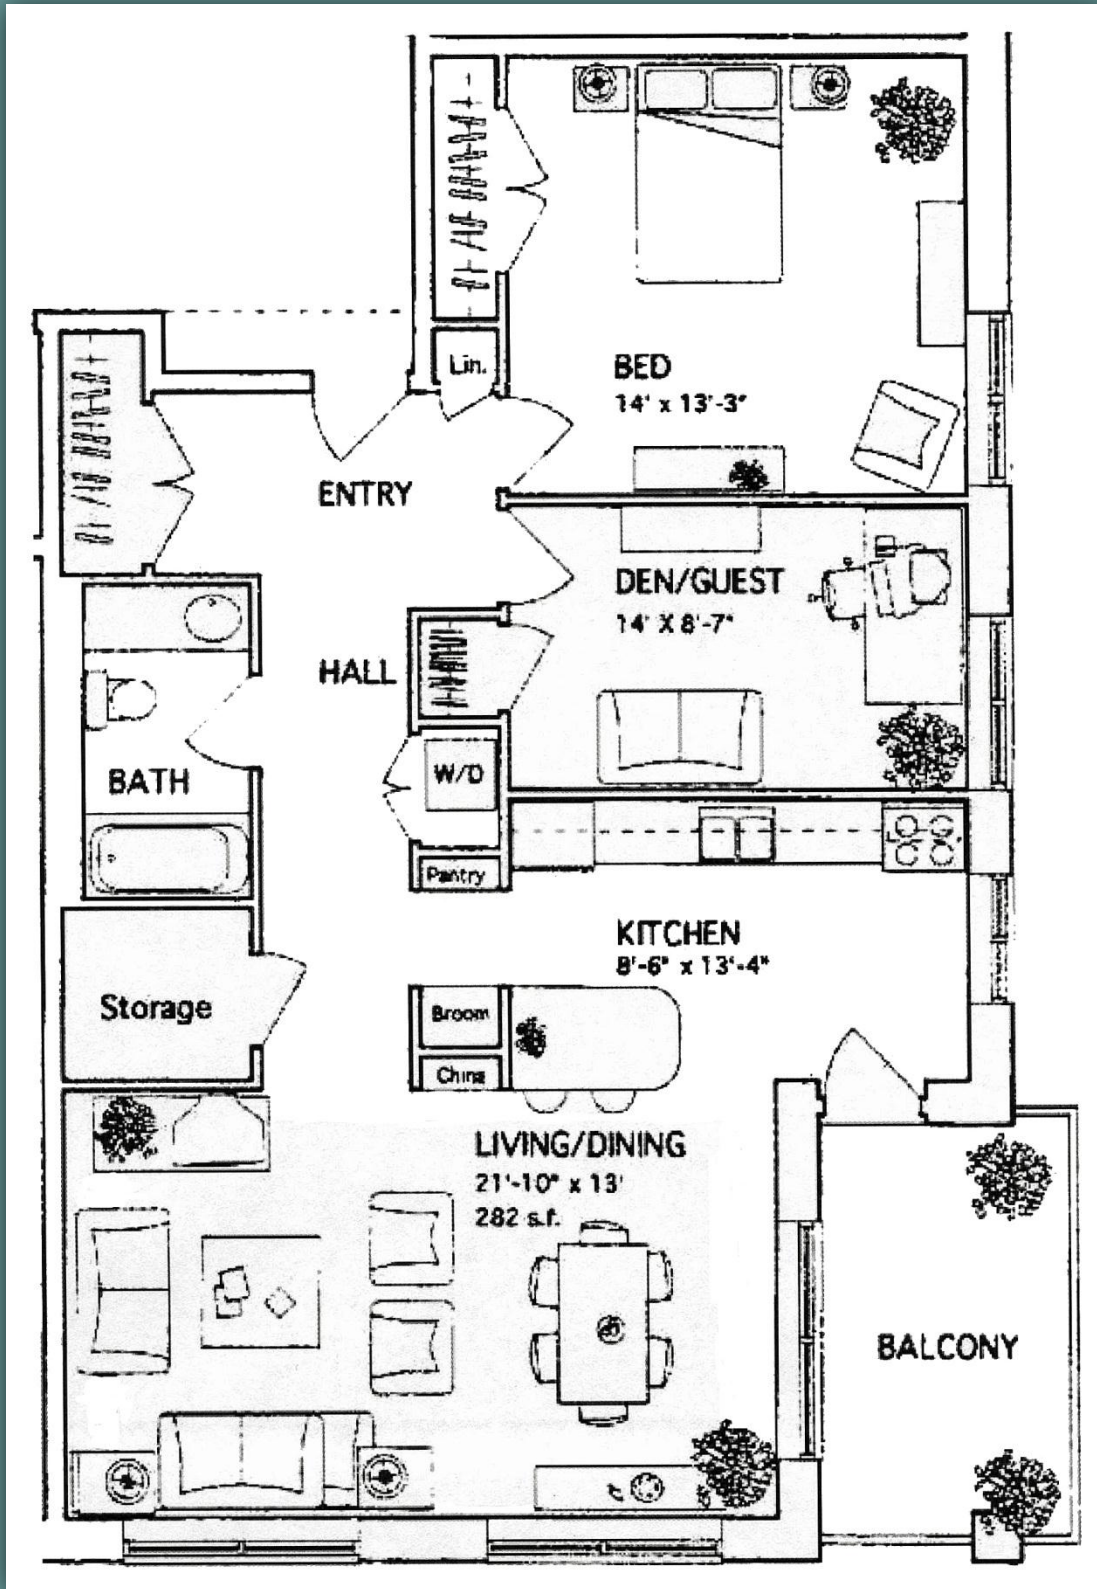 Lin.
BED
14' x 13'-3"
ENTRY
DEN/GUEST
14' X 8'-7"
HALL
W/D
BATH
Pantry
KITCHEN
8'-6" x 13'-4"
Storage
Broom
China
LIVING/DINING
21'-10" x 13'
282 s.f.
BALCONY